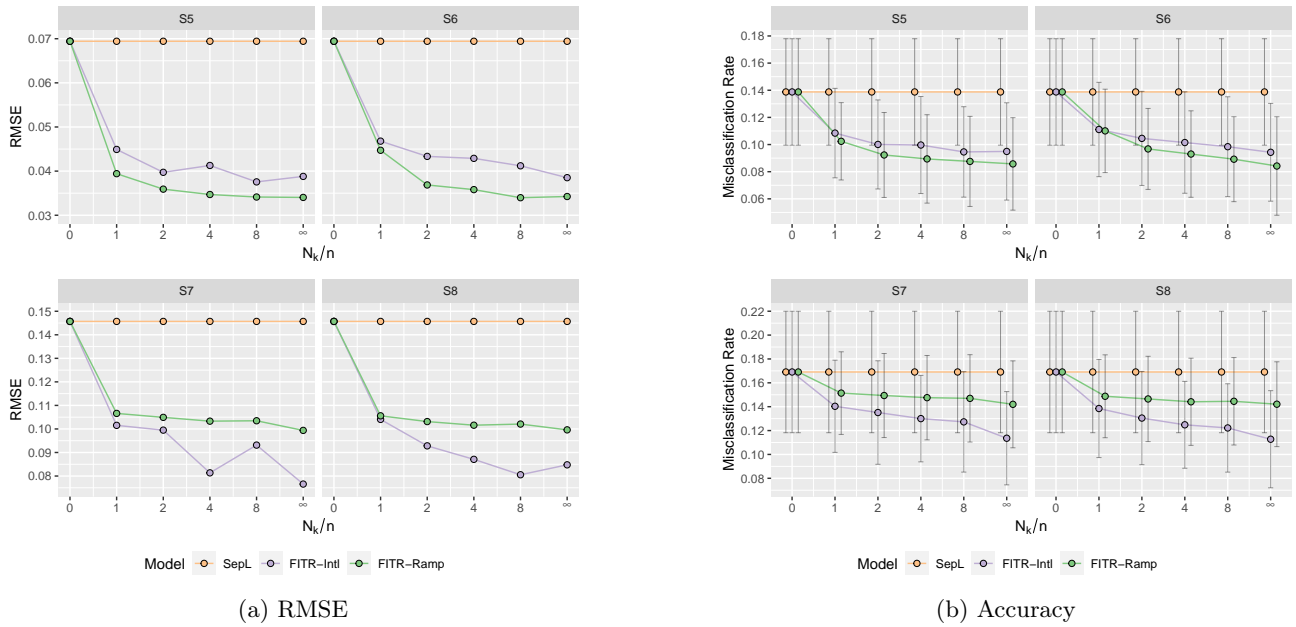 S5 S6
RMSE
0.07
0.06
0.05
0.04
0.03
0 1 2 4 8 ∞ 0 1 2 4 8 ∞
N_k/n
S7 S8
RMSE
0.15
0.14
0.13
0.12
0.11
0.10
0.09
0.08
0 1 2 4 8 ∞ 0 1 2 4 8 ∞
N_k/n
Model SepL FITR−Intl FITR−Ramp
(a) RMSE
S5 S6
Misclassification Rate
0.18
0.16
0.14
0.12
0.10
0.08
0.06
0 1 2 4 8 ∞ 0 1 2 4 8 ∞
N_k/n
S7 S8
Misclassification Rate
0.22
0.20
0.18
0.16
0.14
0.12
0.10
0.08
0 1 2 4 8 ∞ 0 1 2 4 8 ∞
N_k/n
Model SepL FITR−Intl FITR−Ramp
(b) Accuracy